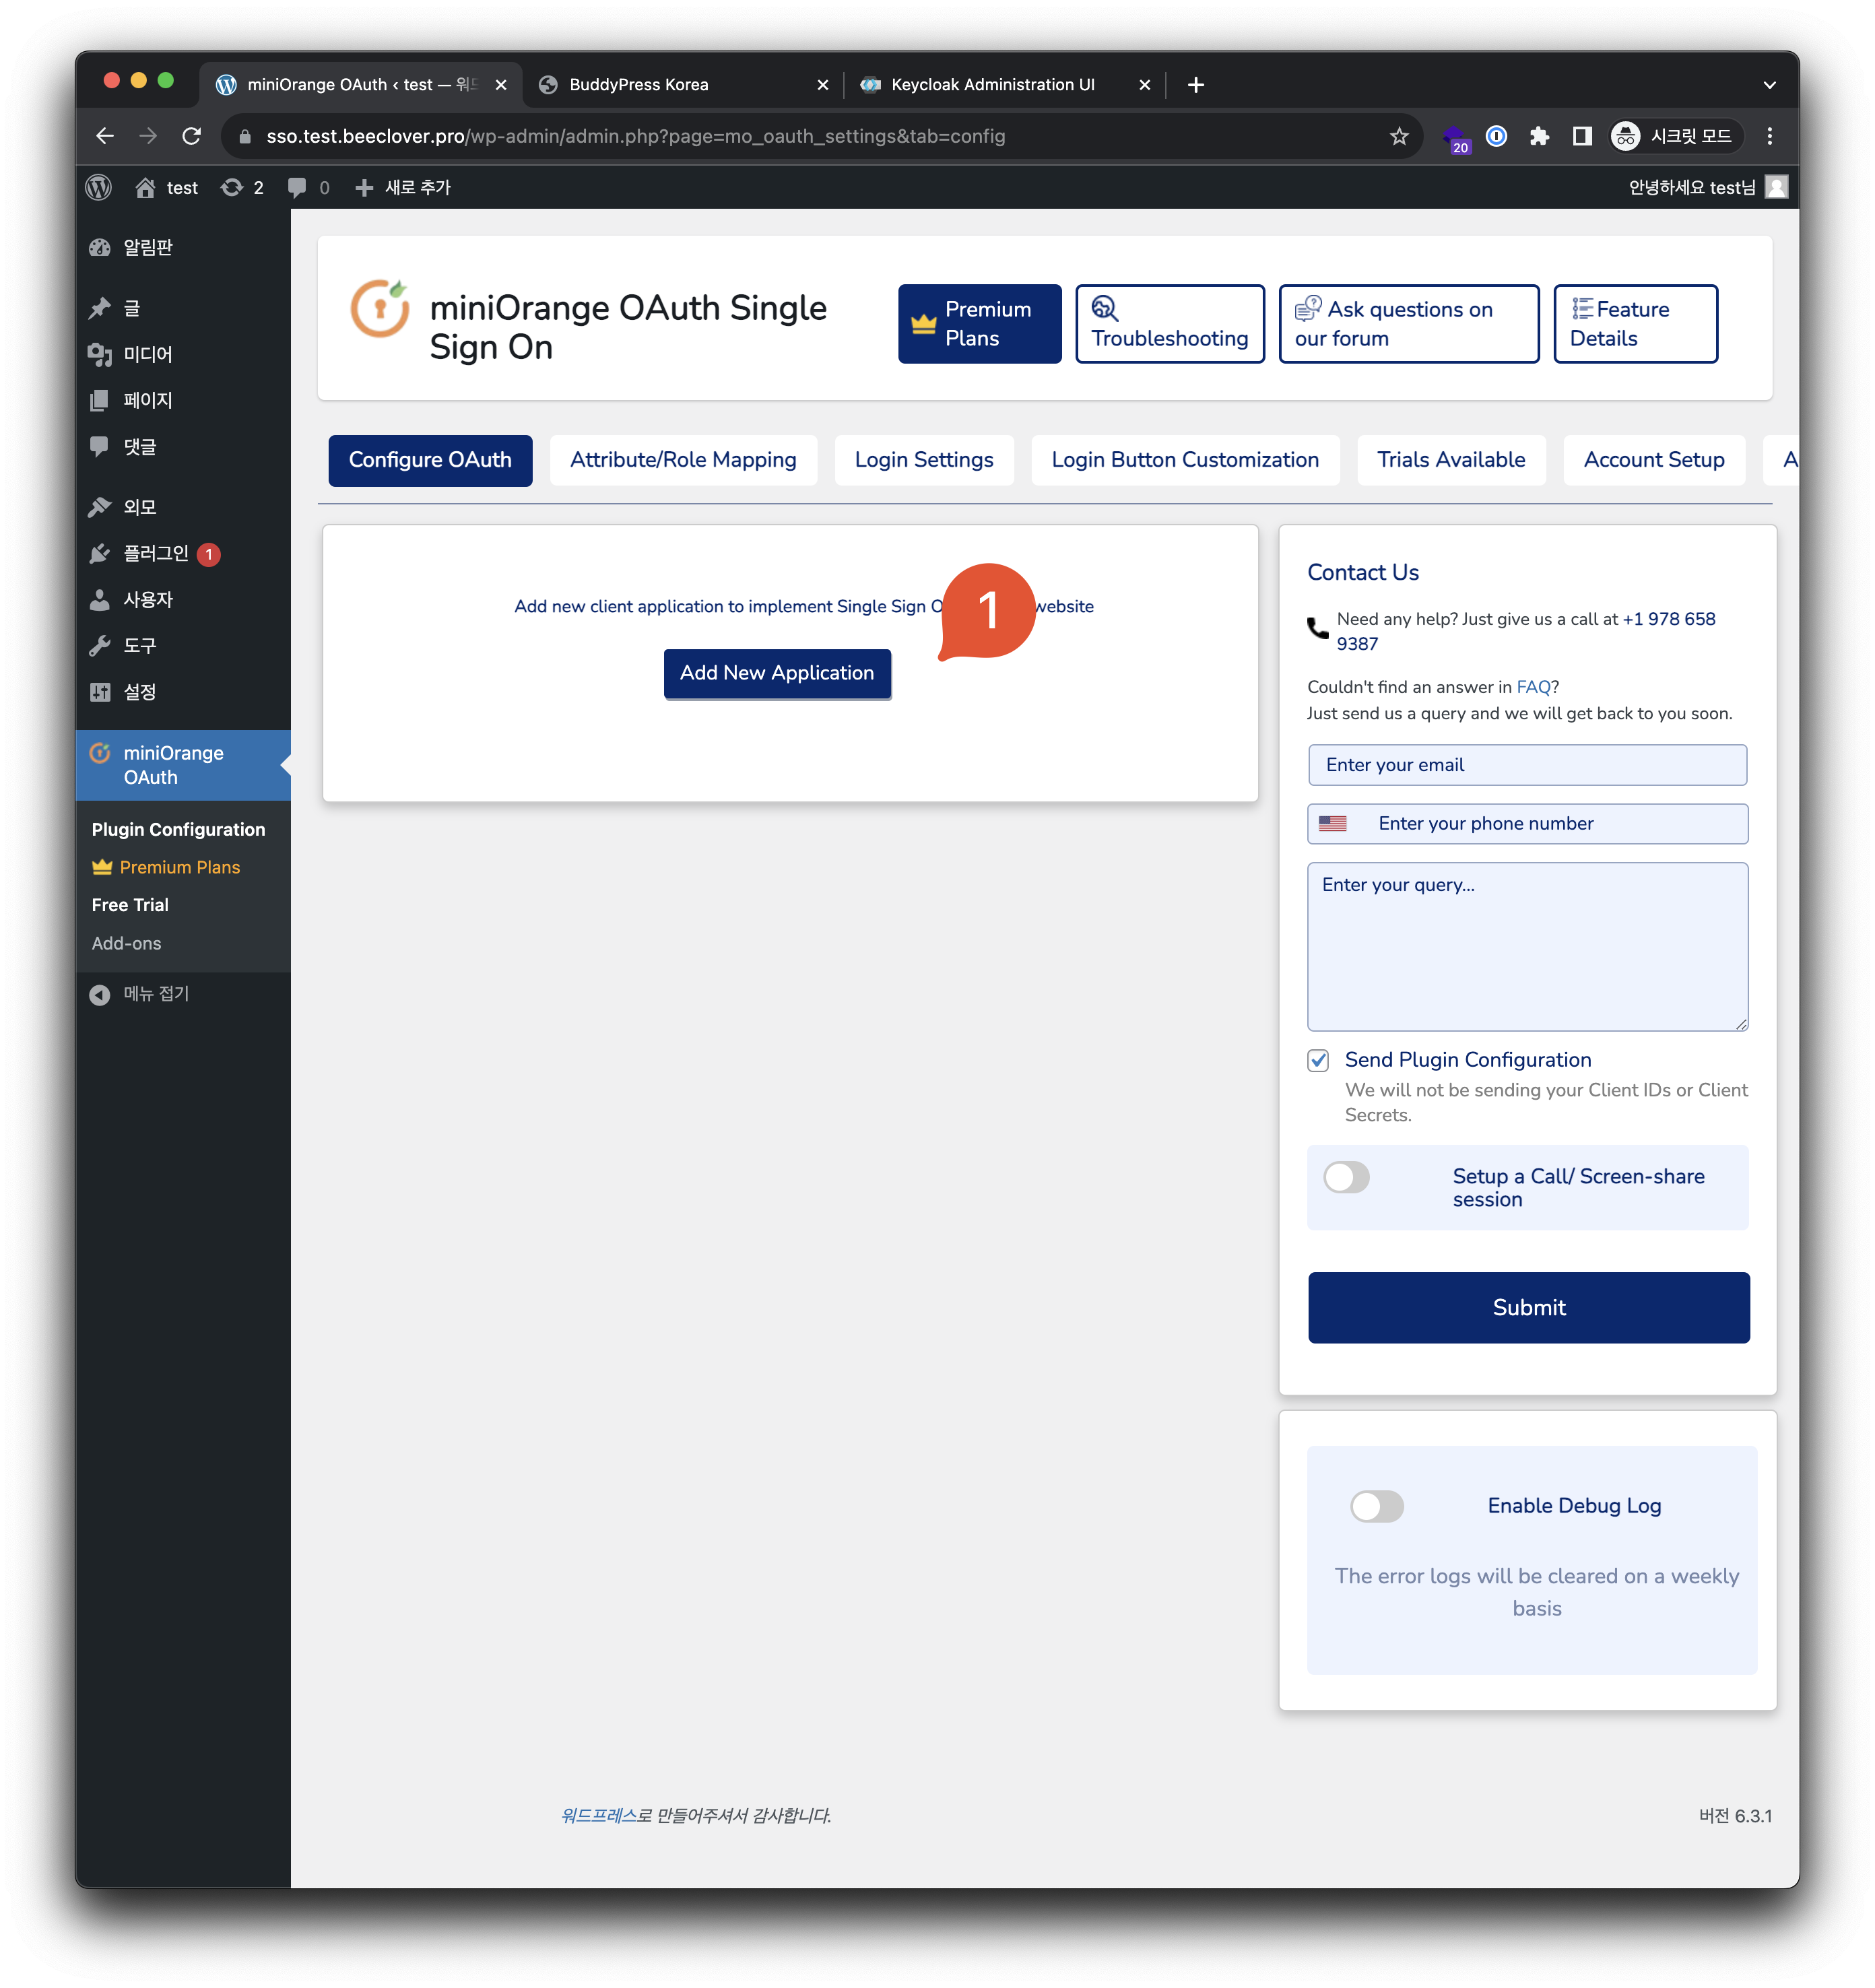 miniOrange OAuth ‹ test — 워드
BuddyPress Korea
Keycloak Administration UI
sso.test.beeclover.pro/wp-admin/admin.php?page=mo_oauth_settings&tab=config
20
시크릿 모드
test
2
0
새로 추가
안녕하세요 test님
알림판
글
미디어
페이지
댓글
외모
플러그인 1
사용자
도구
설정
miniOrange
OAuth
Plugin Configuration
Premium Plans
Free Trial
Add-ons
메뉴 접기
miniOrange OAuth Single
Sign On
Premium
Plans
Troubleshooting
Ask questions on
our forum
Feature
Details
Configure OAuth
Attribute/Role Mapping
Login Settings
Login Button Customization
Trials Available
Account Setup
A
Add new client application to implement Single Sign O website
1
Add New Application
Contact Us
Need any help? Just give us a call at +1 978 658
9387
Couldn't find an answer in FAQ?
Just send us a query and we will get back to you soon.
Enter your email
Enter your phone number
Enter your query...
Send Plugin Configuration
We will not be sending your Client IDs or Client
Secrets.
Setup a Call/ Screen-share
session
Submit
Enable Debug Log
The error logs will be cleared on a weekly
basis
워드프레스로 만들어주셔서 감사합니다.
버전 6.3.1